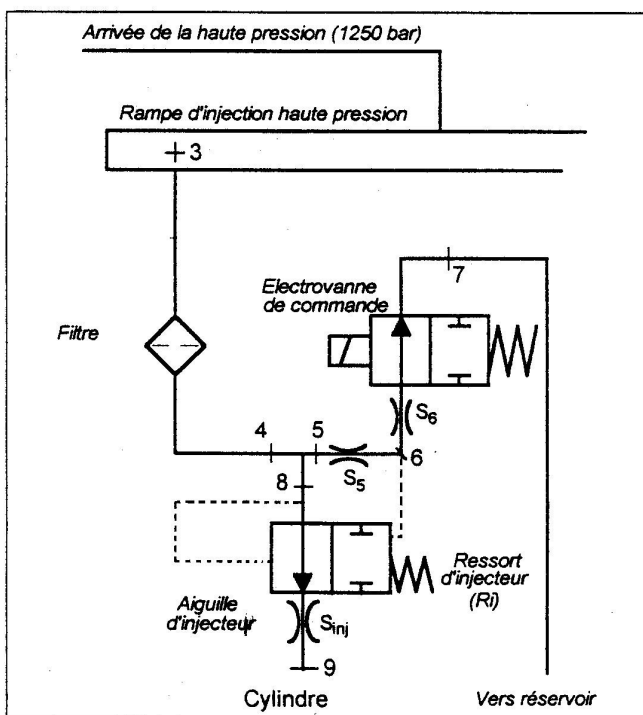 Arrivée de la haute pression (1250 bar)
Rampe d'injection haute pression
3
7
Electrovanne
de commande
Filtre
S6
4
5
6
S5
8
Ressort
d'injecteur
(Ri)
Aiguille
d'injecteur
Sinj
9
Cylindre
Vers réservoir